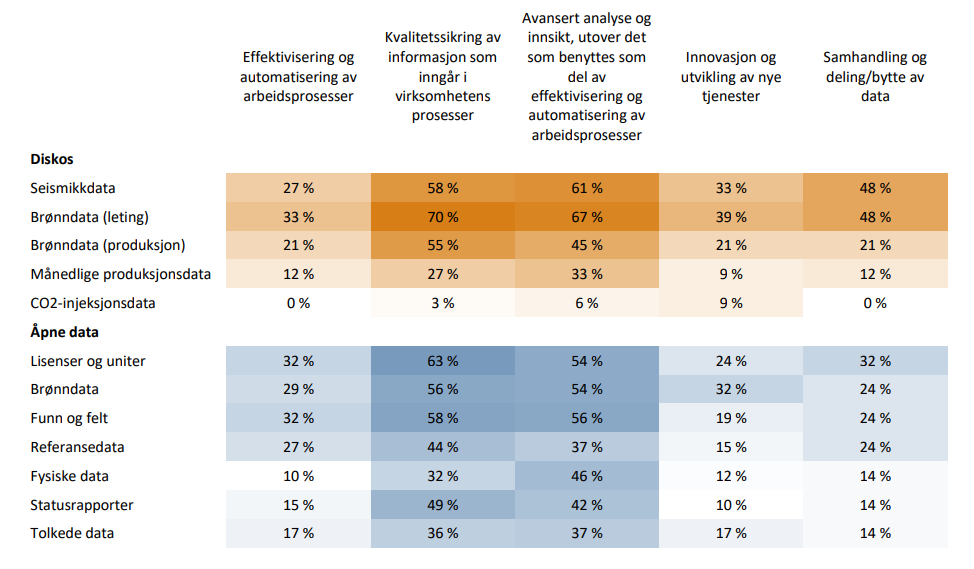 Effektivisering og
automatisering av
arbeidsprosesser
Kvalitetssikring av
informasjon som
inngår i
virksomhetens
prosesser
Avansert analyse og
innsikt, utover det
som benyttes som
del av
effektivisering og
automatisering av
arbeidsprosesser
Innovasjon og
utvikling av nye
tjenester
Samhandling og
deling/bytte av
data
Diskos
Seismikkdata 27 % 58 % 61 % 33 % 48 %
Brønndata (leting) 33 % 70 % 67 % 39 % 48 %
Brønndata (produksjon) 21 % 55 % 45 % 21 % 21 %
Månedlige produksjonsdata 12 % 27 % 33 % 9 % 12 %
CO2-injeksjonsdata 0 % 3 % 6 % 9 % 0 %
Åpne data
Lisenser og uniter 32 % 63 % 54 % 24 % 32 %
Brønndata 29 % 56 % 54 % 32 % 24 %
Funn og felt 32 % 58 % 56 % 19 % 24 %
Referansedata 27 % 44 % 37 % 15 % 24 %
Fysiske data 10 % 32 % 46 % 12 % 14 %
Statusrapporter 15 % 49 % 42 % 10 % 14 %
Tolkede data 17 % 36 % 37 % 17 % 14 %